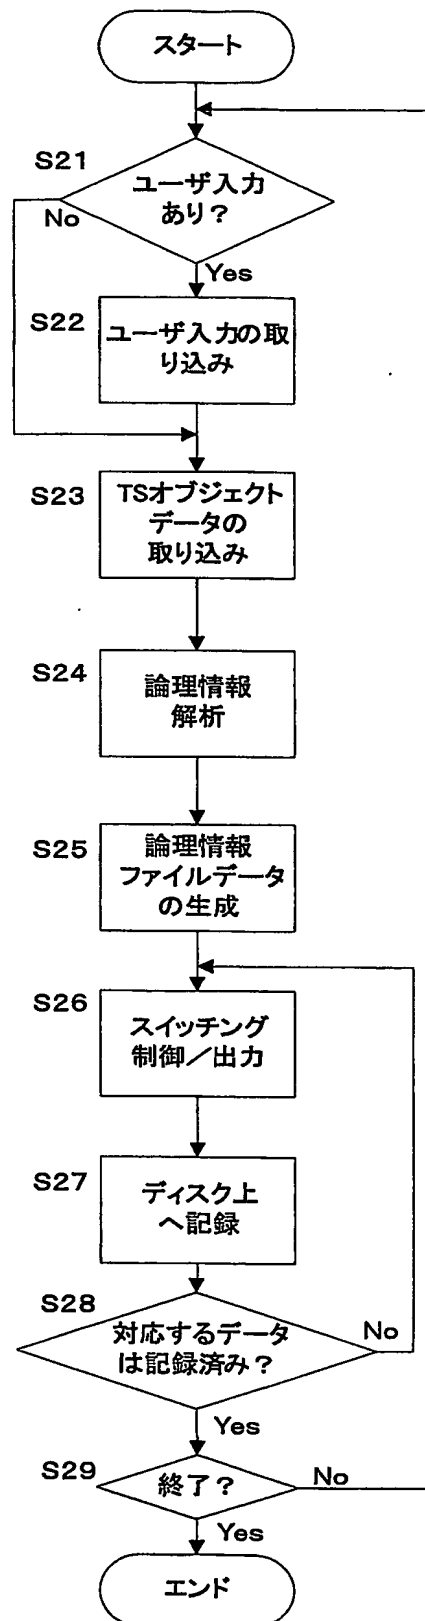 スタート
S21
ユーザ入力
あり？
No
Yes
S22
ユーザ入力の取
り込み
S23
TSオブジェクト
データの
取り込み
S24
論理情報
解析
S25
論理情報
ファイルデータ
の生成
S26
スイッチング
制御／出力
S27
ディスク上
へ記録
S28
対応するデータ
は記録済み？
No
Yes
S29
終了？
No
Yes
エンド